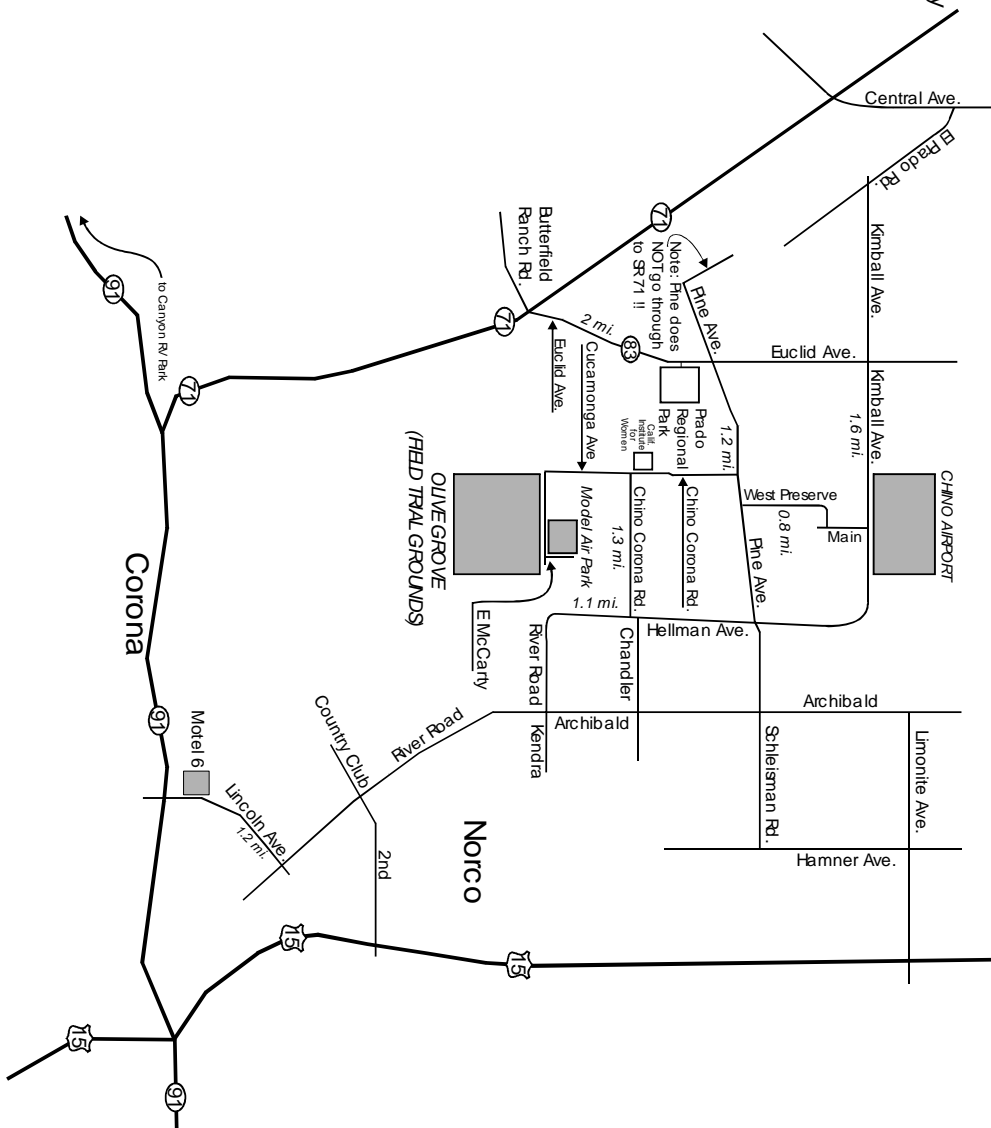 y
Central Ave.
El Prado Rd.
Kimball Ave.
71
Butterfield
Ranch Rd.
Note: Pine does
NOT go through
to SR71 !!
Pine Ave.
91
to Canyon RV Park
71
71
2 mi.
83
Euclid Ave.
Euclid Ave.
Kimball Ave.
1.6 mi.
Cucamonga Ave
Prado
Regional
Park
Calif.
Institute
for
Women
1.2 mi.
CHINO AIRPORT
West Preserve
0.8 mi.
Main
Pine Ave.
Chino Corona Rd.
Chino Corona Rd.
1.3 mi.
Model Air Park
OLIVE GROVE
(FIELD TRIAL GROUNDS)
1.1 mi.
Hellman Ave.
E McCarty
River Road
Chandler
Corona
91
Archibald
Archibald
Kendra
River Road
Country Club
Motel 6
Lincoln Ave.
1.2 mi.
2nd
Norco
Schleisman Rd.
Limonite Ave.
Hamner Ave.
15
15
15
91